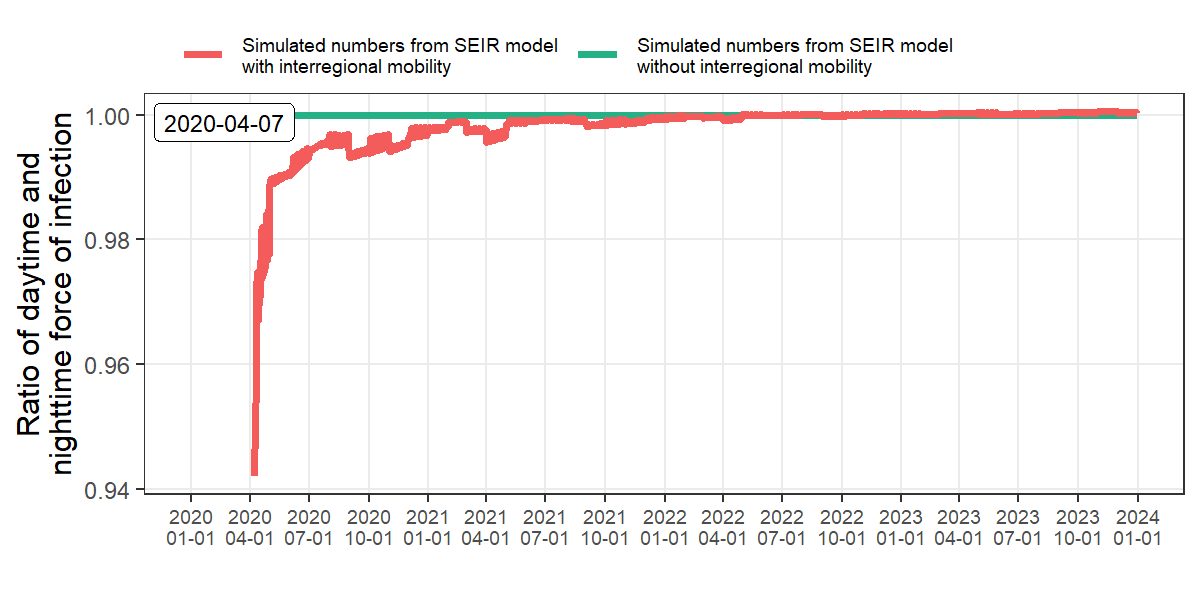 Simulated numbers from SEIR model
with interregional mobility
Simulated numbers from SEIR model
without interregional mobility
Ratio of daytime and
nighttime force of infection
1.00
0.98
0.96
0.94
2020-04-07
2020 2020 2020 2020 2021 2021 2021 2021 2022 2022 2022 2022 2023 2023 2023 2023 2024
01-01 04-01 07-01 10-01 01-01 04-01 07-01 10-01 01-01 04-01 07-01 10-01 01-01 04-01 07-01 10-01 01-01